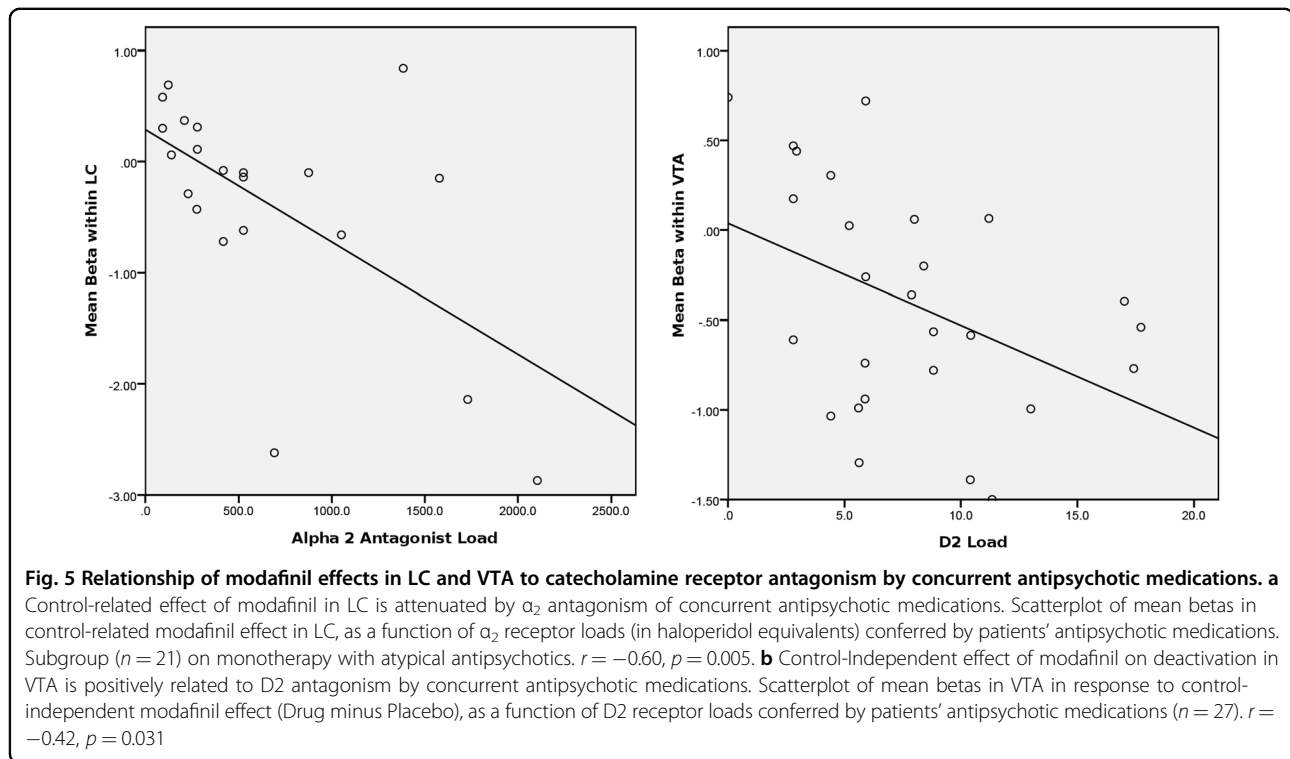 1.00
.00
-1.00
-2.00
-3.00
Mean Beta within LC
.0
500.0
1000.0
1500.0
2000.0
2500.0
Alpha 2 Antagonist Load
1.00
.50
.00
-.50
-1.00
-1.50
Mean Beta within VTA
.0
5.0
10.0
15.0
20.0
D2 Load
Fig. 5 Relationship of modafinil effects in LC and VTA to catecholamine receptor antagonism by concurrent antipsychotic medications. a
Control-related effect of modafinil in LC is attenuated by α₂ antagonism of concurrent antipsychotic medications. Scatterplot of mean betas in
control-related modafinil effect in LC, as a function of α₂ receptor loads (in haloperidol equivalents) conferred by patients' antipsychotic medications.
Subgroup (n = 21) on monotherapy with atypical antipsychotics. r = −0.60, p = 0.005. b Control-Independent effect of modafinil on deactivation in
VTA is positively related to D2 antagonism by concurrent antipsychotic medications. Scatterplot of mean betas in VTA in response to control-
independent modafinil effect (Drug minus Placebo), as a function of D2 receptor loads conferred by patients' antipsychotic medications (n = 27). r =
−0.42, p = 0.031